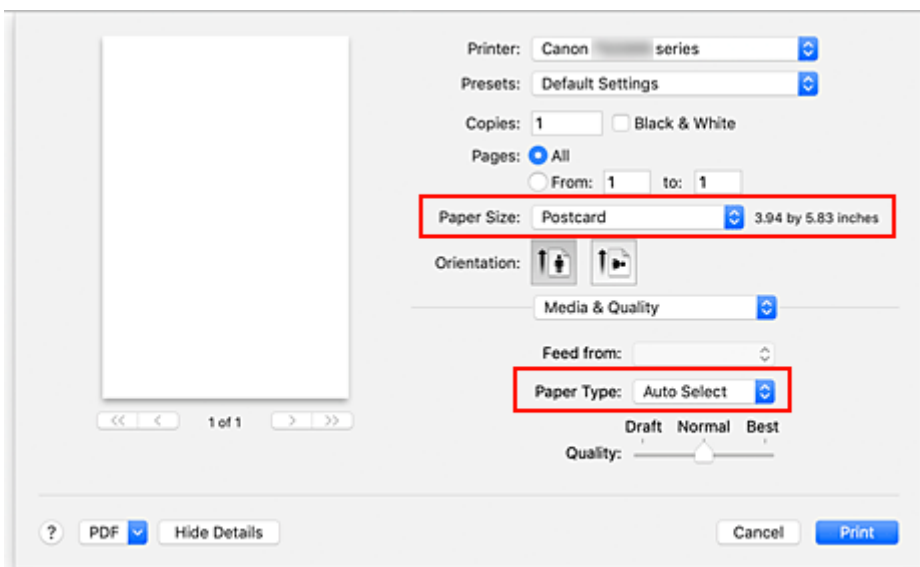 Printer: Canon series
Presets: Default Settings
Copies: 1 Black & White
Pages: All
From: 1 to: 1
Paper Size: Postcard 3.94 by 5.83 inches
Orientation:
Media & Quality
Feed from:
Paper Type: Auto Select
Draft Normal Best
Quality:
<< < 1 of 1 > >>
? PDF Hide Details Cancel Print